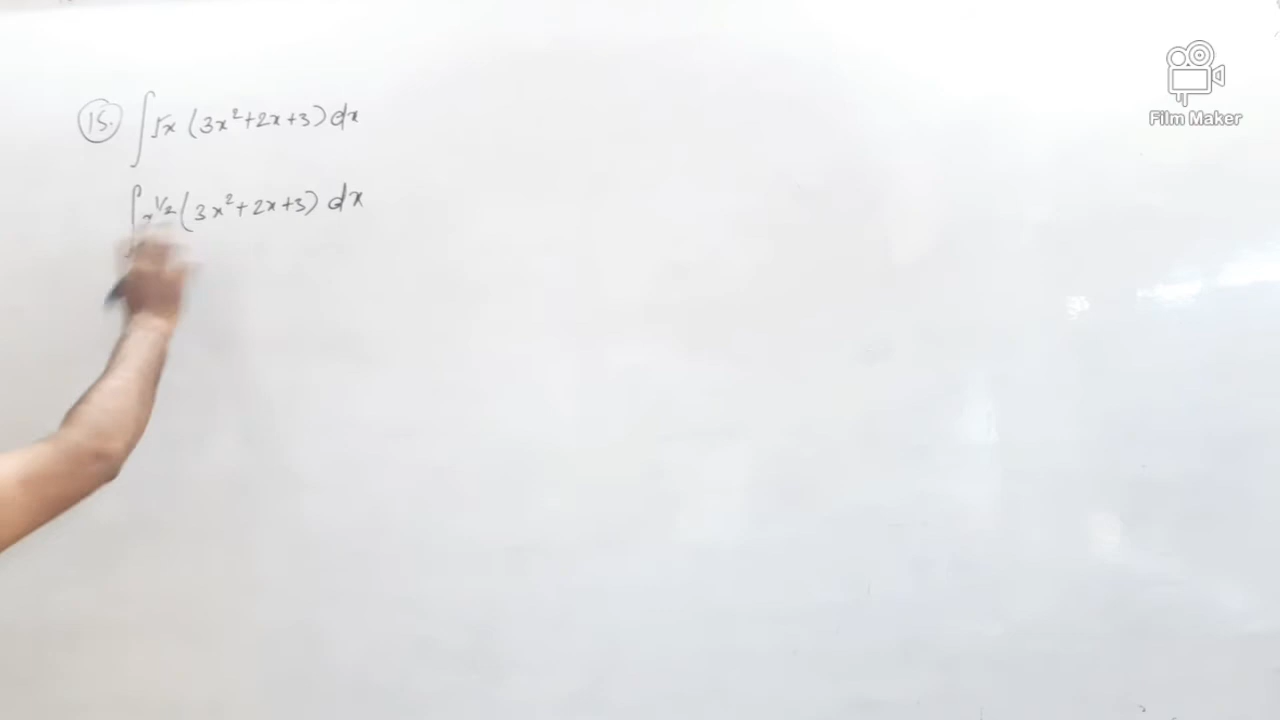 15. ∫√x (3x²+2x+3)dx
∫x^1/2(3x²+2x+3) dx
Film Maker